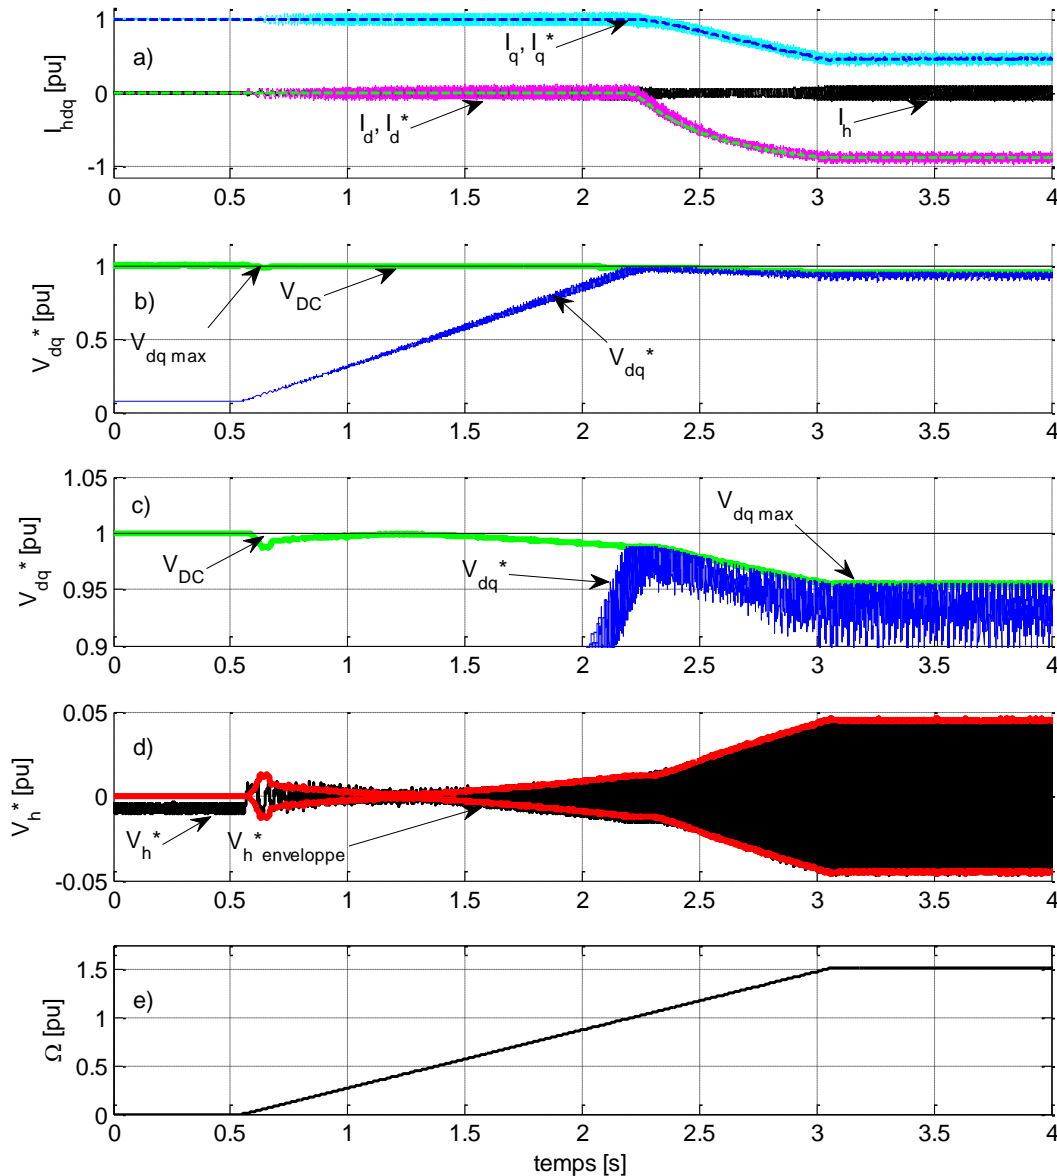 a)
I_hdq [pu]
1
0
-1
I_q, I_q*
I_d, I_d*
I_h
0 0.5 1 1.5 2 2.5 3 3.5 4
b)
V_dq* [pu]
1
0.5
0
V_dq max
V_DC
V_dq*
0 0.5 1 1.5 2 2.5 3 3.5 4
c)
V_dq* [pu]
1.05
1
0.95
0.9
V_DC
V_dq*
V_dq max
0 0.5 1 1.5 2 2.5 3 3.5 4
d)
V_h* [pu]
0.05
0
-0.05
V_h*
V_h* enveloppe
0 0.5 1 1.5 2 2.5 3 3.5 4
e)
Ω [pu]
1.5
1
0.5
0
0 0.5 1 1.5 2 2.5 3 3.5 4
temps [s]